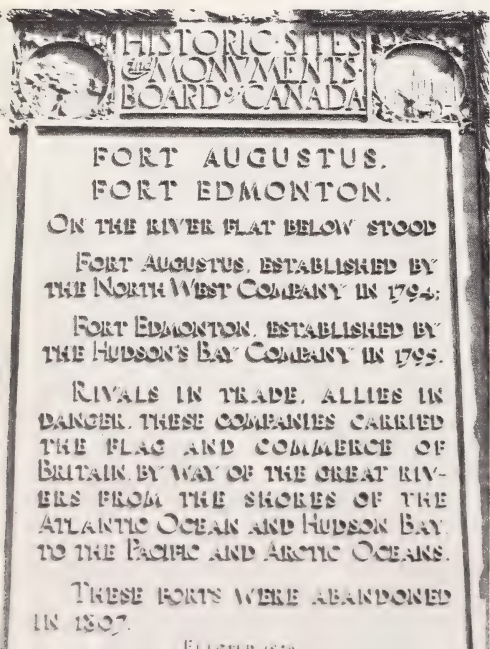 HISTORIC SITES
and MONVMENTS
BOARD of CANADA
FORT AUGUSTUS.
FORT EDMONTON.
ON THE RIVER FLAT BELOW STOOD
FORT AUGUSTUS, ESTABLISHED BY
THE NORTH WEST COMPANY IN 1794;
FORT EDMONTON, ESTABLISHED BY
THE HUDSON'S BAY COMPANY IN 1795.
RIVALS IN TRADE, ALLIES IN
DANGER, THESE COMPANIES CARRIED
THE FLAG AND COMMERCE OF
BRITAIN, BY WAY OF THE GREAT RIV-
ERS FROM THE SHORES OF THE
ATLANTIC OCEAN AND HUDSON BAY
TO THE PACIFIC AND ARCTIC OCEANS.
THESE FORTS WERE ABANDONED
IN 1807.